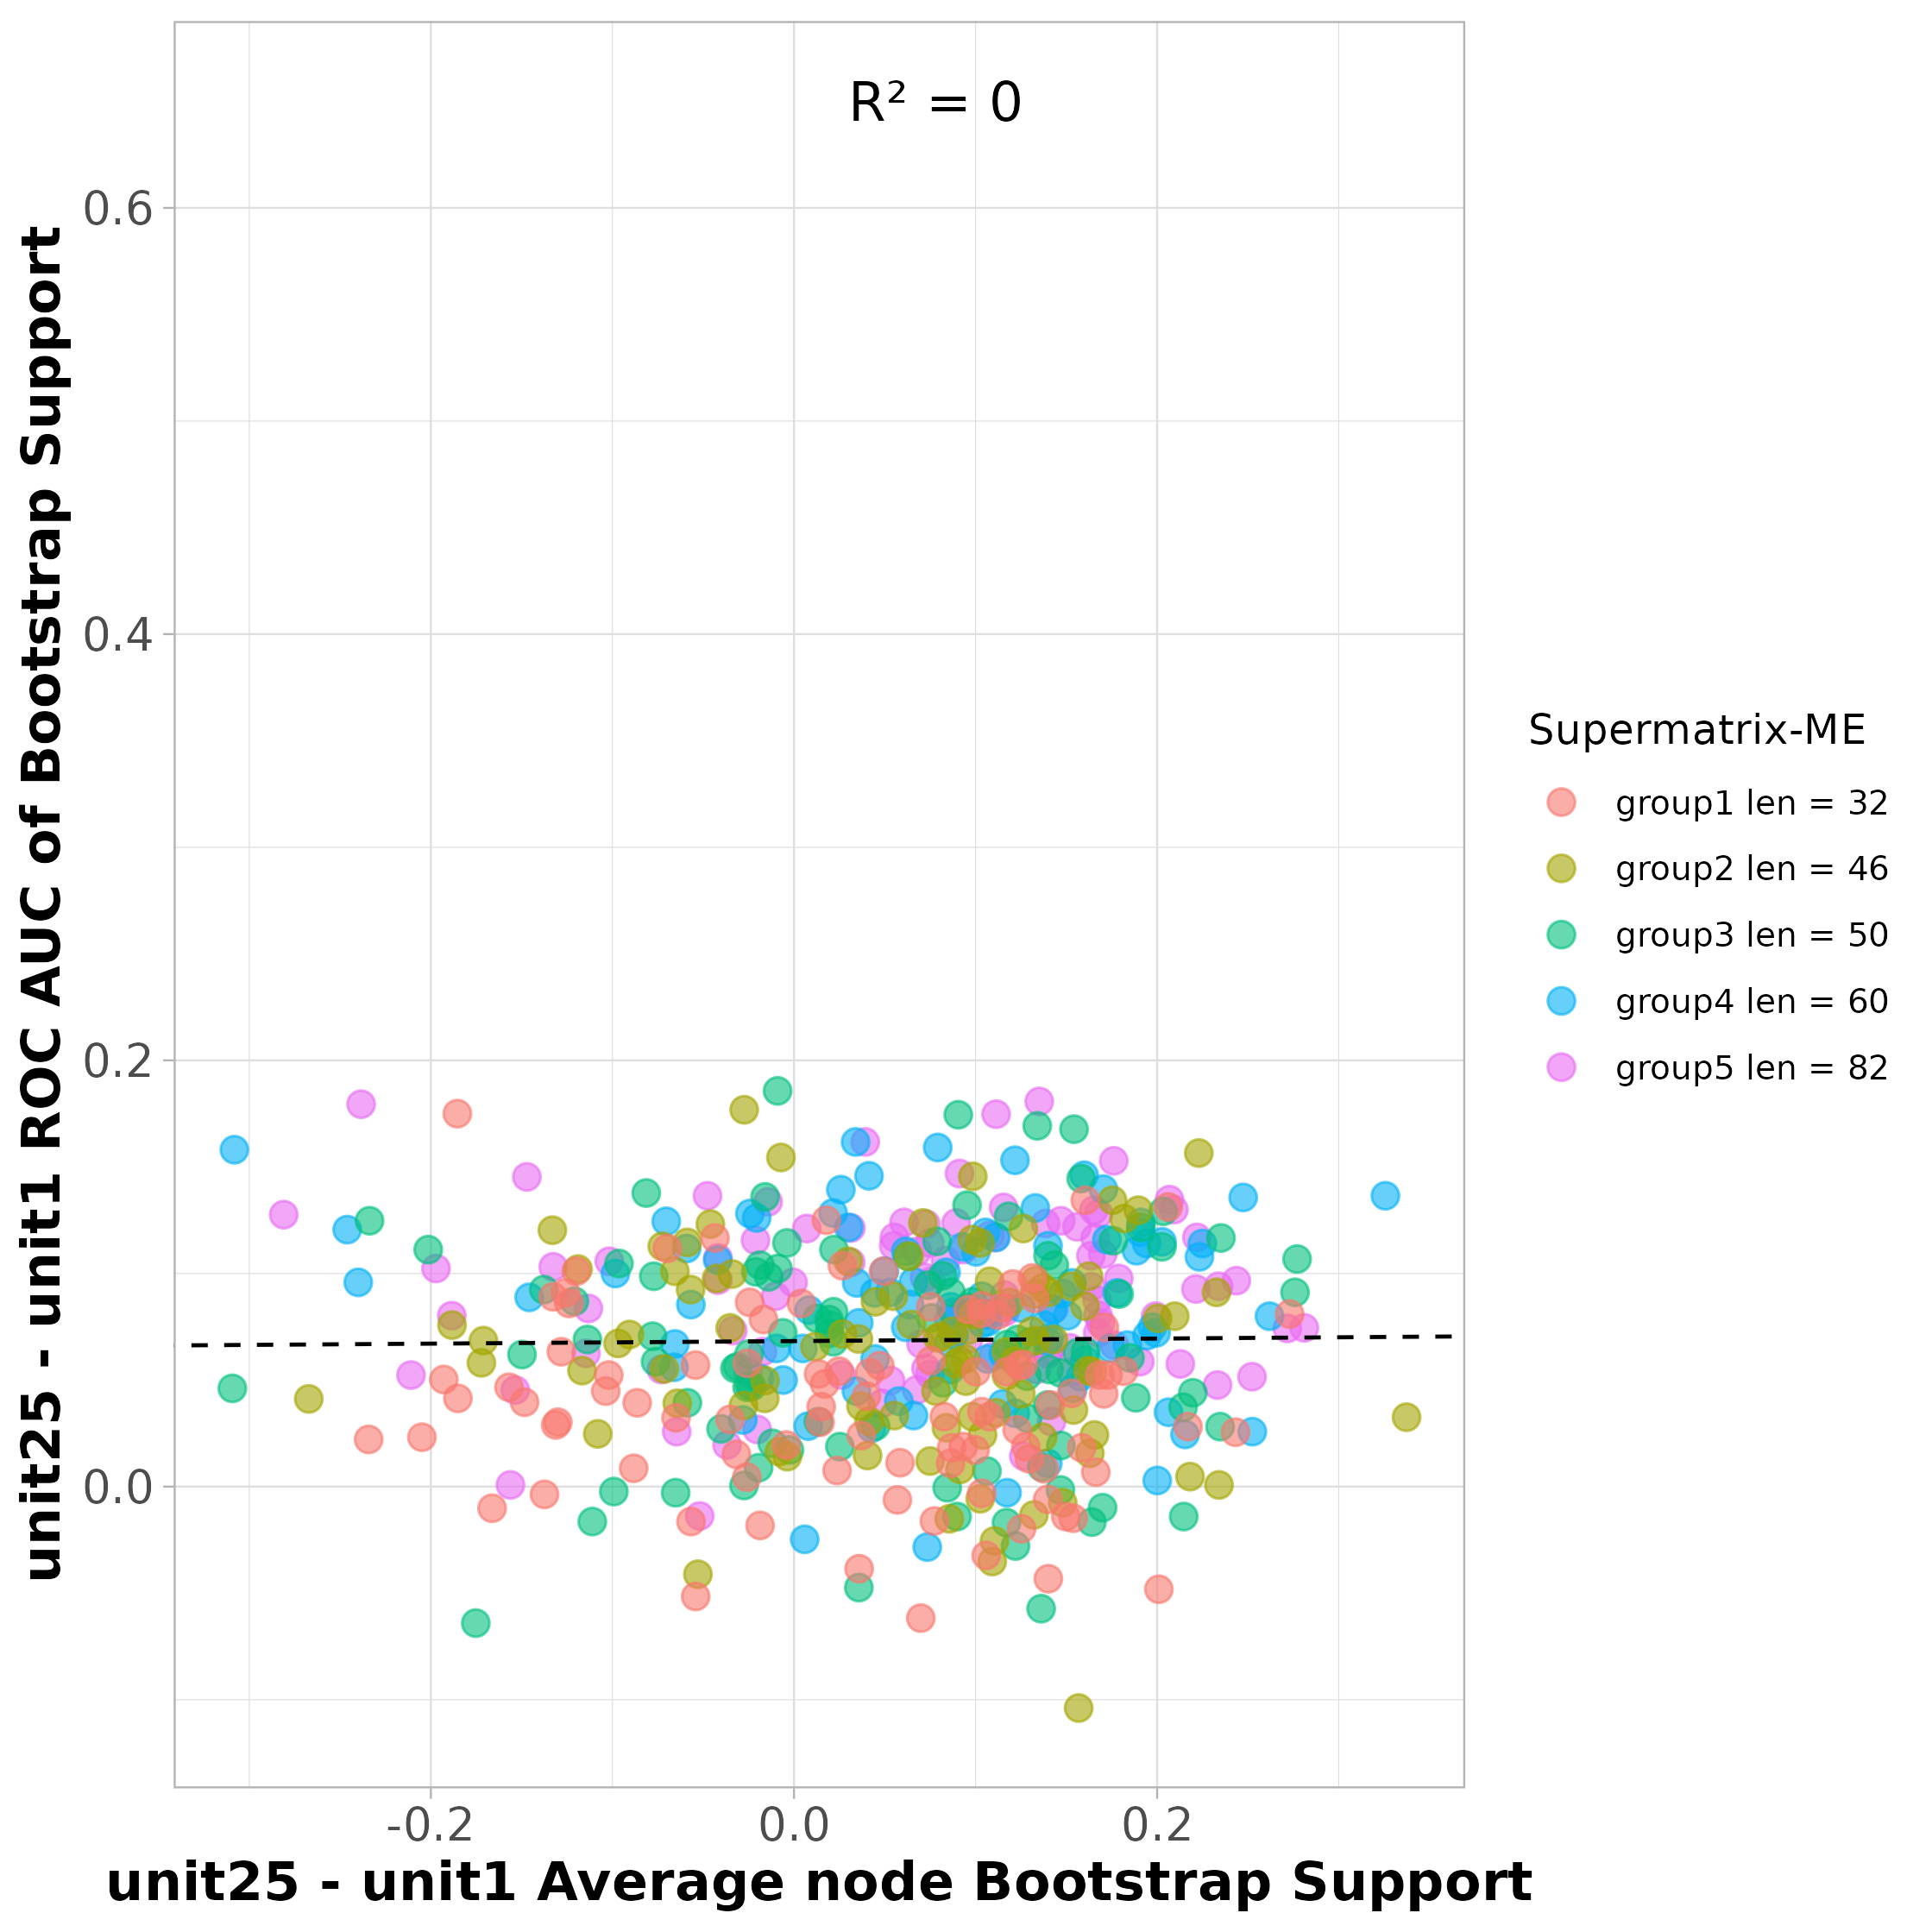 R² = 0
0.6
0.4
0.2
0.0
-0.2
0.0
0.2
unit25 - unit1 ROC AUC of Bootstrap Support
unit25 - unit1 Average node Bootstrap Support
Supermatrix-ME
group1 len = 32
group2 len = 46
group3 len = 50
group4 len = 60
group5 len = 82